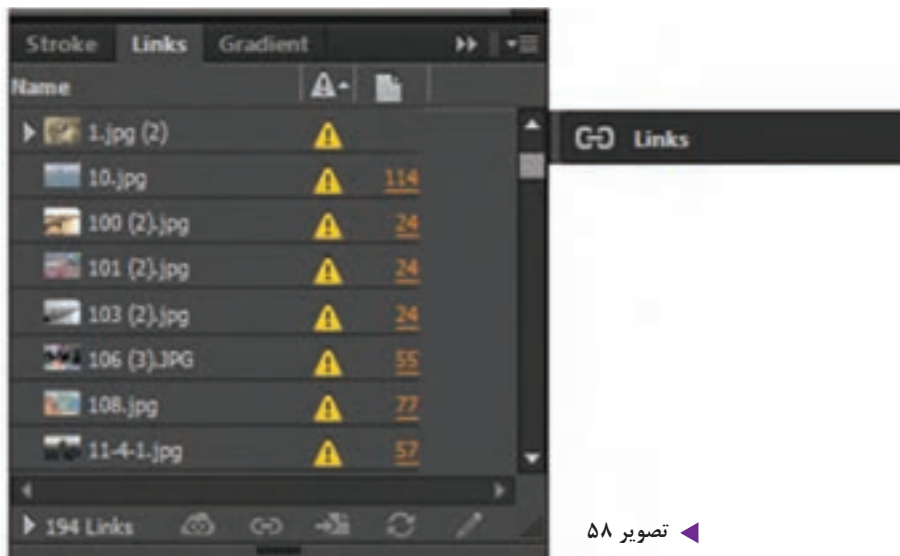 Stroke Links Gradient
Name
1.jpg (2)
10.jpg 114
100 (2).jpg 24
101 (2).jpg 24
103 (2).jpg 24
106 (3).JPG 55
108.jpg 77
11-4-1.jpg 57
194 Links
Links
تصویر ۵۸